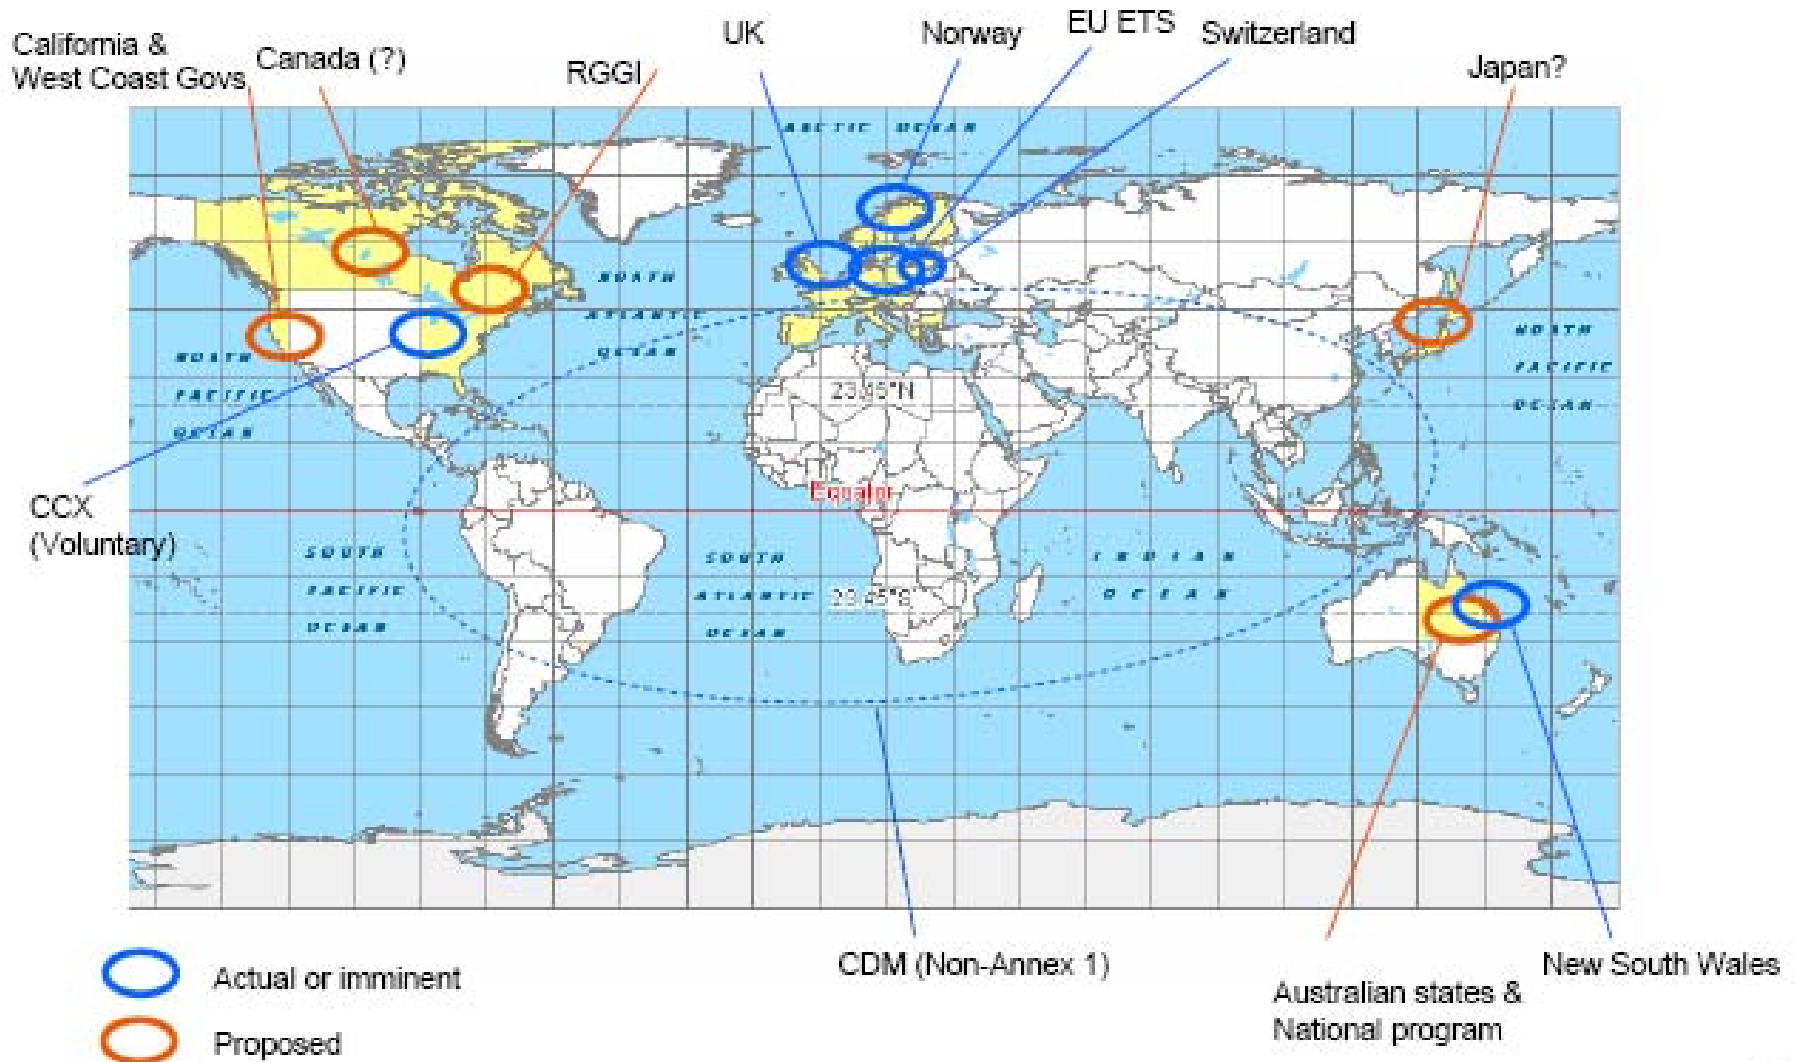 California &
West Coast Govs
Canada (?)
RGGI
UK
Norway
EU ETS
Switzerland
Japan?
ARCTIC OCEAN
NORTH
ATLANTIC
OCEAN
NORTH
PACIFIC
OCEAN
NORTH
PACIFIC
OCEAN
23.45°N
Equator
CCX
(Voluntary)
SOUTH
PACIFIC
OCEAN
SOUTH
ATLANTIC
OCEAN
23.45°S
INDIAN
OCEAN
CDM (Non-Annex 1)
New South Wales
Australian states &
National program
Actual or imminent
Proposed